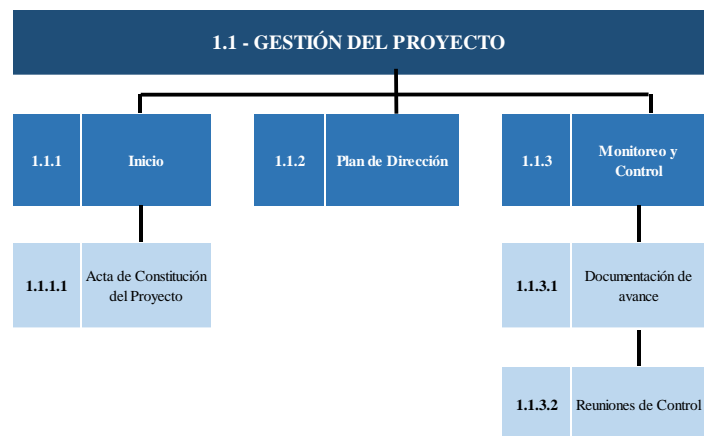 1.1 - GESTIÓN DEL PROYECTO
1.1.1 Inicio
1.1.2 Plan de Dirección
1.1.3 Monitoreo y
Control
1.1.1.1 Acta de Constitución
del Proyecto
1.1.3.1 Documentación de
avance
1.1.3.2 Reuniones de Control